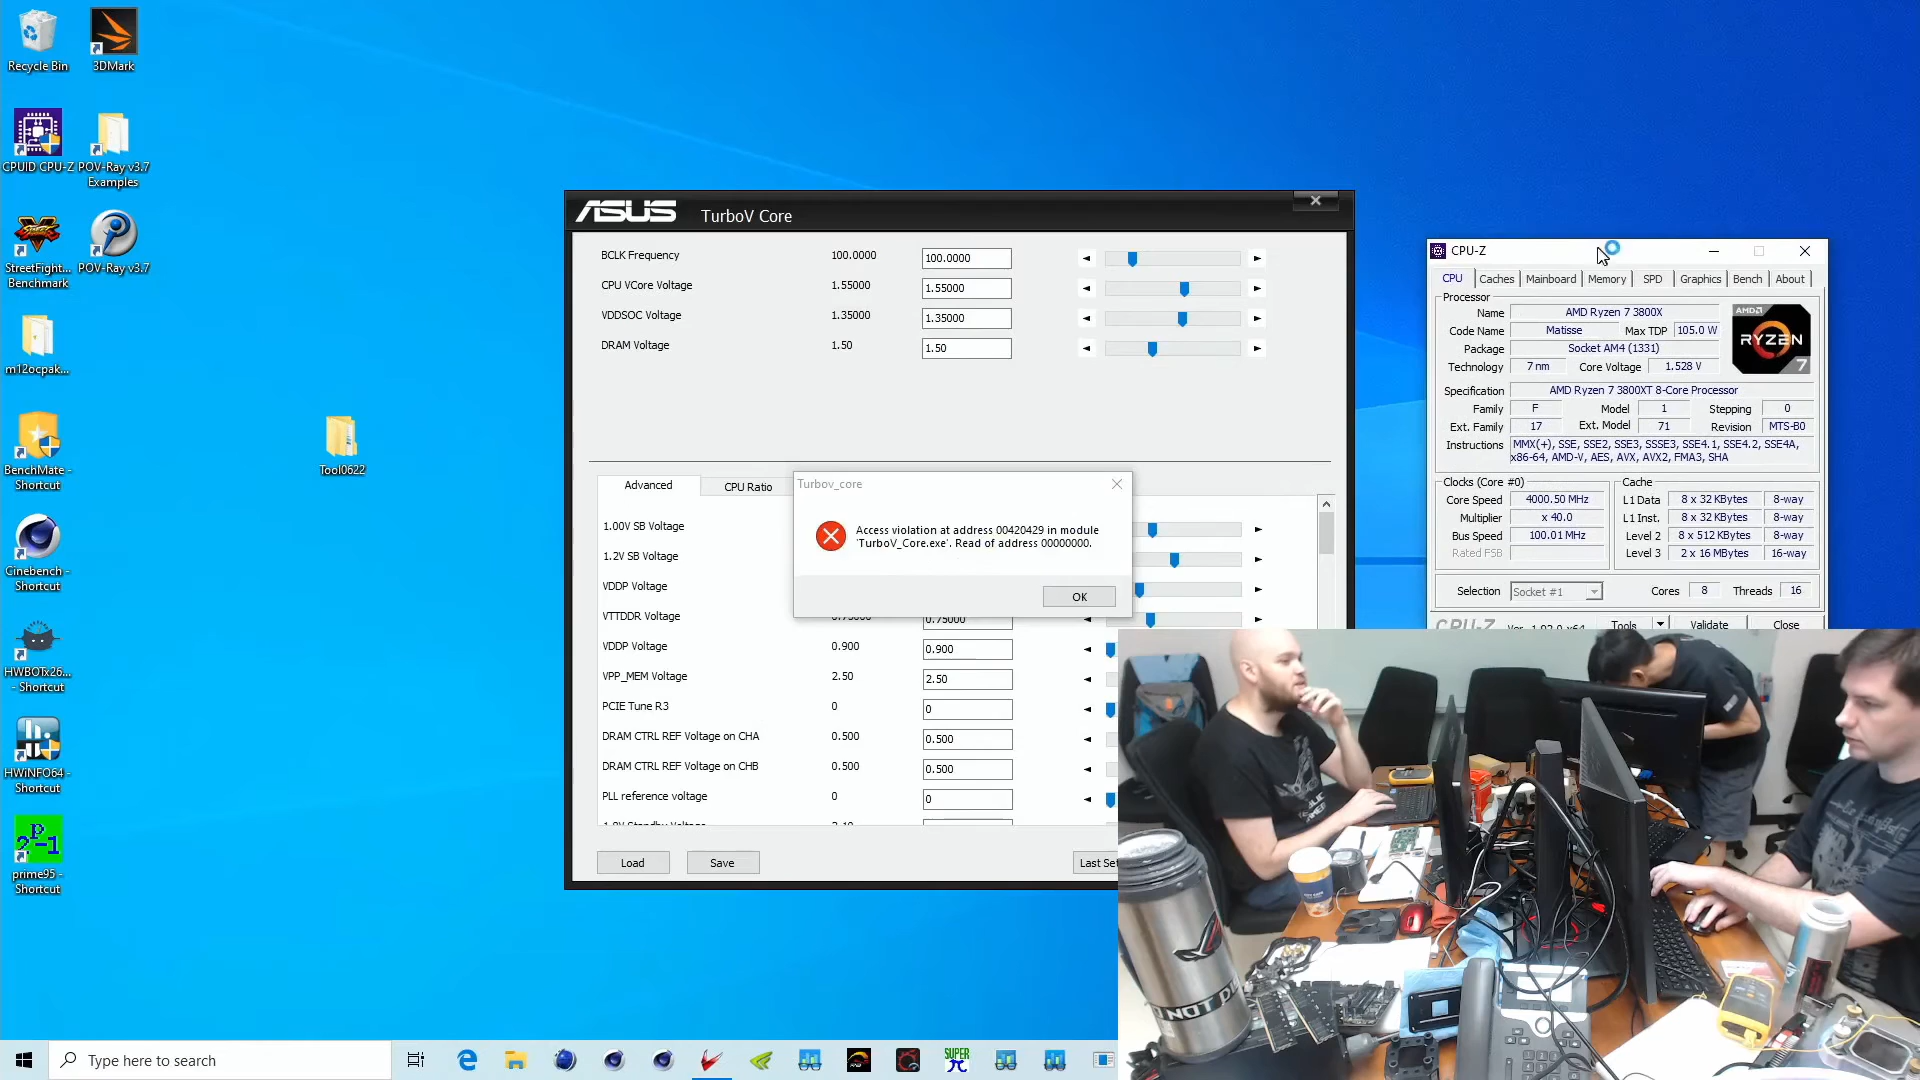 Recycle Bin
3DMark
CPUID CPU-Z
POV-Ray v3.7
Examples
StreetFight...
Benchmark
POV-Ray v3.7
m12ocpak...
BenchMate -
Shortcut
Tool0622
Cinebench -
Shortcut
HWBOTx26...
- Shortcut
HWiNFO64 -
Shortcut
prime95 -
Shortcut
ASUS TurboV Core
BCLK Frequency 100.0000 100.0000
CPU VCore Voltage 1.55000 1.55000
VDDSOC Voltage 1.35000 1.35000
DRAM Voltage 1.50 1.50
Advanced CPU Ratio
1.00V SB Voltage
1.2V SB Voltage
VDDP Voltage
VTTDDR Voltage 0.75000 0.75000
VDDP Voltage 0.900 0.900
VPP_MEM Voltage 2.50 2.50
PCIE Tune R3 0 0
DRAM CTRL REF Voltage on CHA 0.500 0.500
DRAM CTRL REF Voltage on CHB 0.500 0.500
PLL reference voltage 0 0
Load Save Last Set
Turbov_core
Access violation at address 00420429 in module
'TurboV_Core.exe'. Read of address 00000000.
OK
CPU-Z
CPU Caches Mainboard Memory SPD Graphics Bench About
Processor
Name AMD Ryzen 7 3800X
Code Name Matisse Max TDP 105.0 W
Package Socket AM4 (1331)
Technology 7 nm Core Voltage 1.528 V
AMD RYZEN 7
Specification AMD Ryzen 7 3800XT 8-Core Processor
Family F Model 1 Stepping 0
Ext. Family 17 Ext. Model 71 Revision MTS-B0
Instructions MMX(+), SSE, SSE2, SSE3, SSSE3, SSE4.1, SSE4.2, SSE4A,
x86-64, AMD-V, AES, AVX, AVX2, FMA3, SHA
Clocks (Core #0)
Core Speed 4000.50 MHz
Multiplier x 40.0
Bus Speed 100.01 MHz
Rated FSB
Cache
L1 Data 8 x 32 KBytes 8-way
L1 Inst. 8 x 32 KBytes 8-way
Level 2 8 x 512 KBytes 8-way
Level 3 2 x 16 MBytes 16-way
Selection Socket #1 Cores 8 Threads 16
CPU-Z Tools Validate Close
Type here to search
SUPER